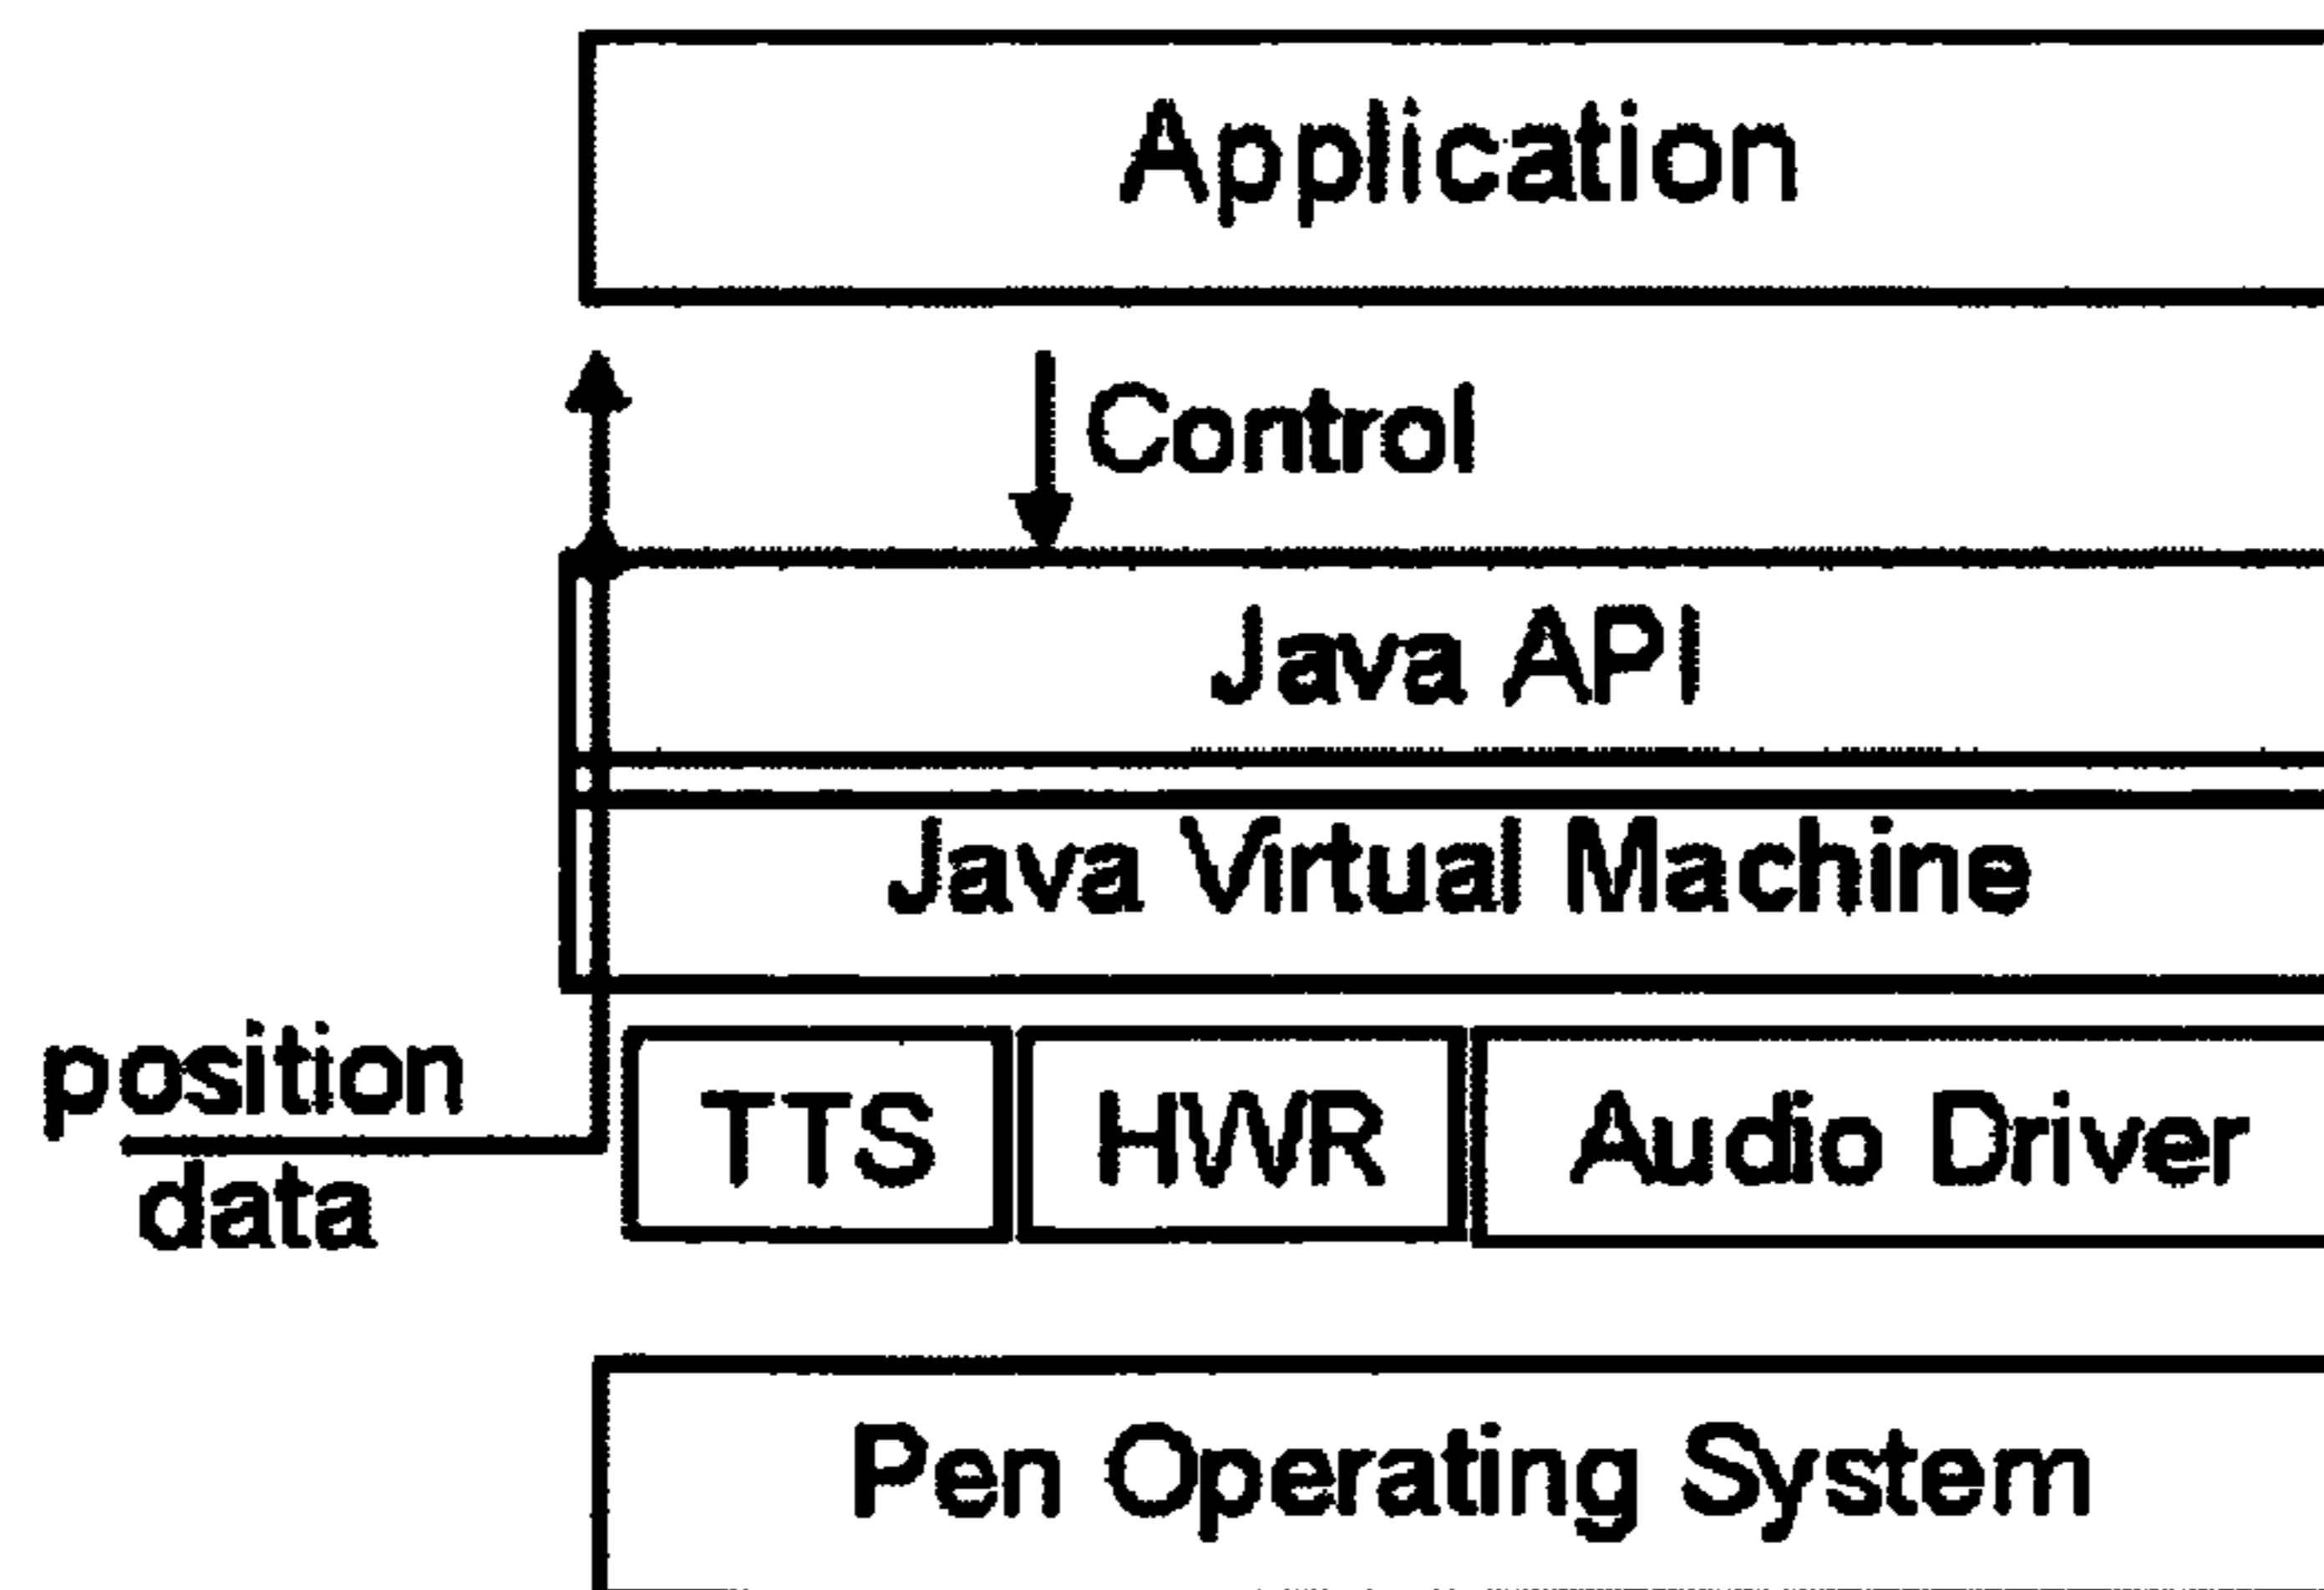 Application
Control
Java API
Java Virtual Machine
position
data
TTS
HWR
Audio Driver
Pen Operating System